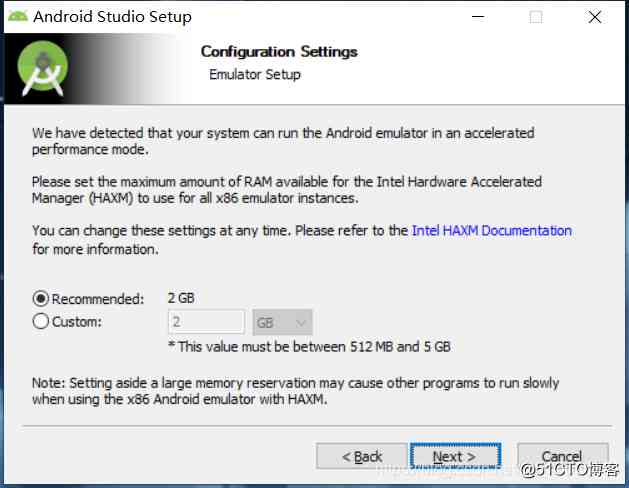 Android Studio Setup
Configuration Settings
Emulator Setup
We have detected that your system can run the Android emulator in an accelerated
performance mode.
Please set the maximum amount of RAM available for the Intel Hardware Accelerated
Manager (HAXM) to use for all x86 emulator instances.
You can change these settings at any time. Please refer to the Intel HAXM Documentation
for more information.
Recommended: 2 GB
Custom: 2 GB
* This value must be between 512 MB and 5 GB
Note: Setting aside a large memory reservation may cause other programs to run slowly
when using the x86 Android emulator with HAXM.
< Back Next > Cancel
@51CTO博客